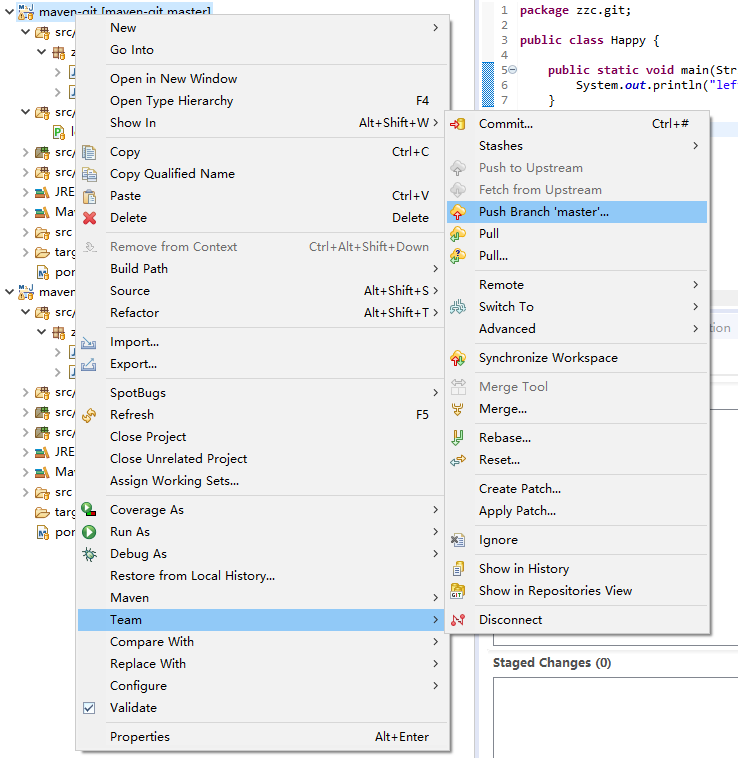 maven-git [maven-git master]
src/
src/
src/
src/
JRE
Ma
src
targ
pom
maven
src/
src/
src/
src/
JRE
Ma
src
targ
pom
New
Go Into
Open in New Window
Open Type Hierarchy F4
Show In Alt+Shift+W
Copy Ctrl+C
Copy Qualified Name
Paste Ctrl+V
Delete Delete
Remove from Context Ctrl+Alt+Shift+Down
Build Path
Source Alt+Shift+S
Refactor Alt+Shift+T
Import...
Export...
SpotBugs
Refresh F5
Close Project
Close Unrelated Project
Assign Working Sets...
Coverage As
Run As
Debug As
Restore from Local History...
Maven
Team
Compare With
Replace With
Configure
Validate
Properties Alt+Enter
Commit... Ctrl+#
Stashes
Push to Upstream
Fetch from Upstream
Push Branch 'master'...
Pull
Pull...
Remote
Switch To
Advanced
Synchronize Workspace
Merge Tool
Merge...
Rebase...
Reset...
Create Patch...
Apply Patch...
Ignore
Show in History
Show in Repositories View
Disconnect
1 package zzc.git;
2
3 public class Happy {
4
5 public static void main(Str
6 System.out.println("lef
7 }
tion
Staged Changes (0)